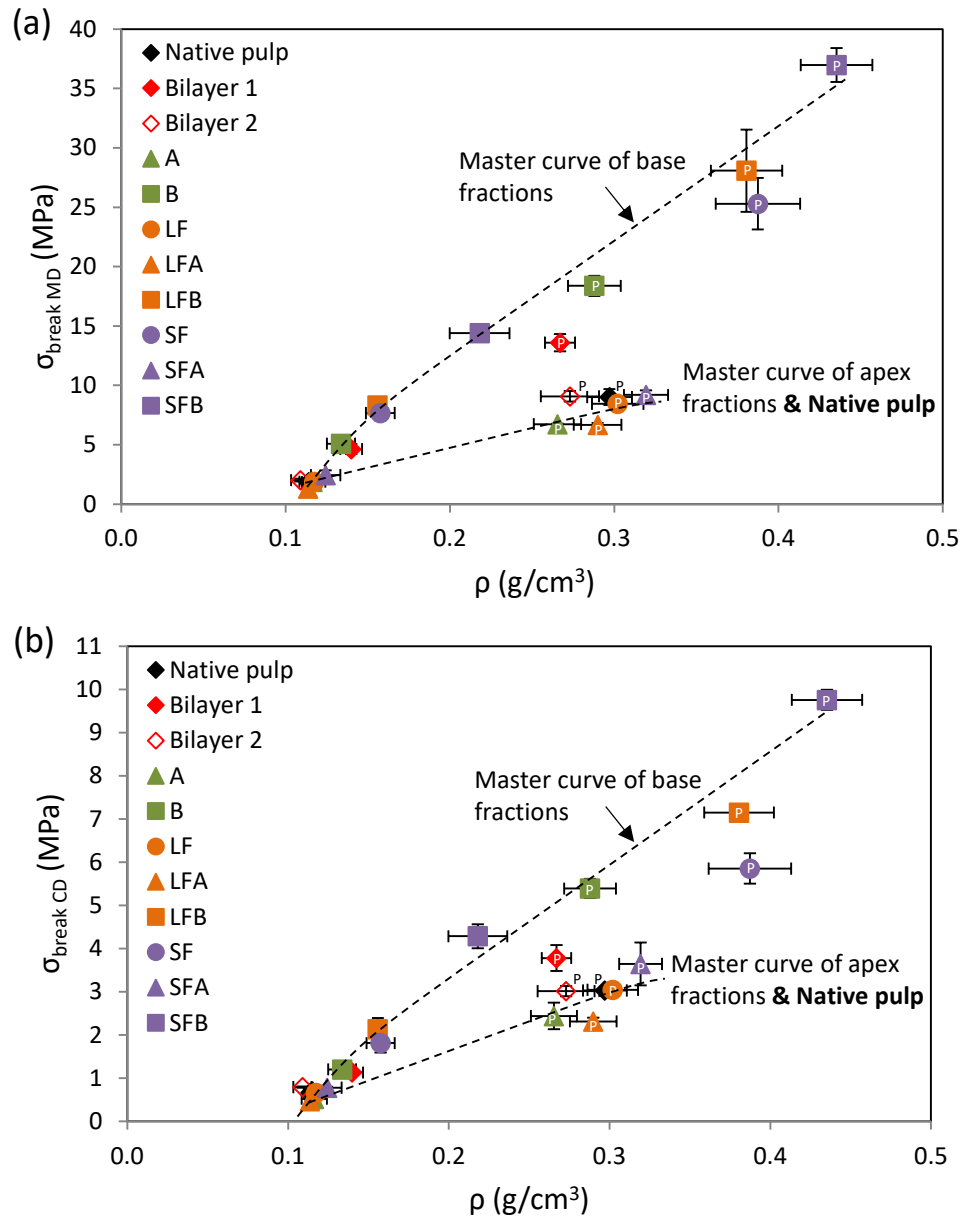 (a)
40
35
30
25
20
15
10
5
0
σbreak MD (MPa)
Native pulp
Bilayer 1
Bilayer 2
A
B
LF
LFA
LFB
SF
SFA
SFB
Master curve of base
fractions
Master curve of apex
fractions & Native pulp
P
P
P
P
P
P
P
P
P
P
P
0.0 0.1 0.2 0.3 0.4 0.5
ρ (g/cm³)
(b)
11
10
9
8
7
6
5
4
3
2
1
0
σbreak CD (MPa)
Native pulp
Bilayer 1
Bilayer 2
A
B
LF
LFA
LFB
SF
SFA
SFB
Master curve of base
fractions
Master curve of apex
fractions & Native pulp
P
P
P
P
P
P
P
P
P
P
P
0.0 0.1 0.2 0.3 0.4 0.5
ρ (g/cm³)